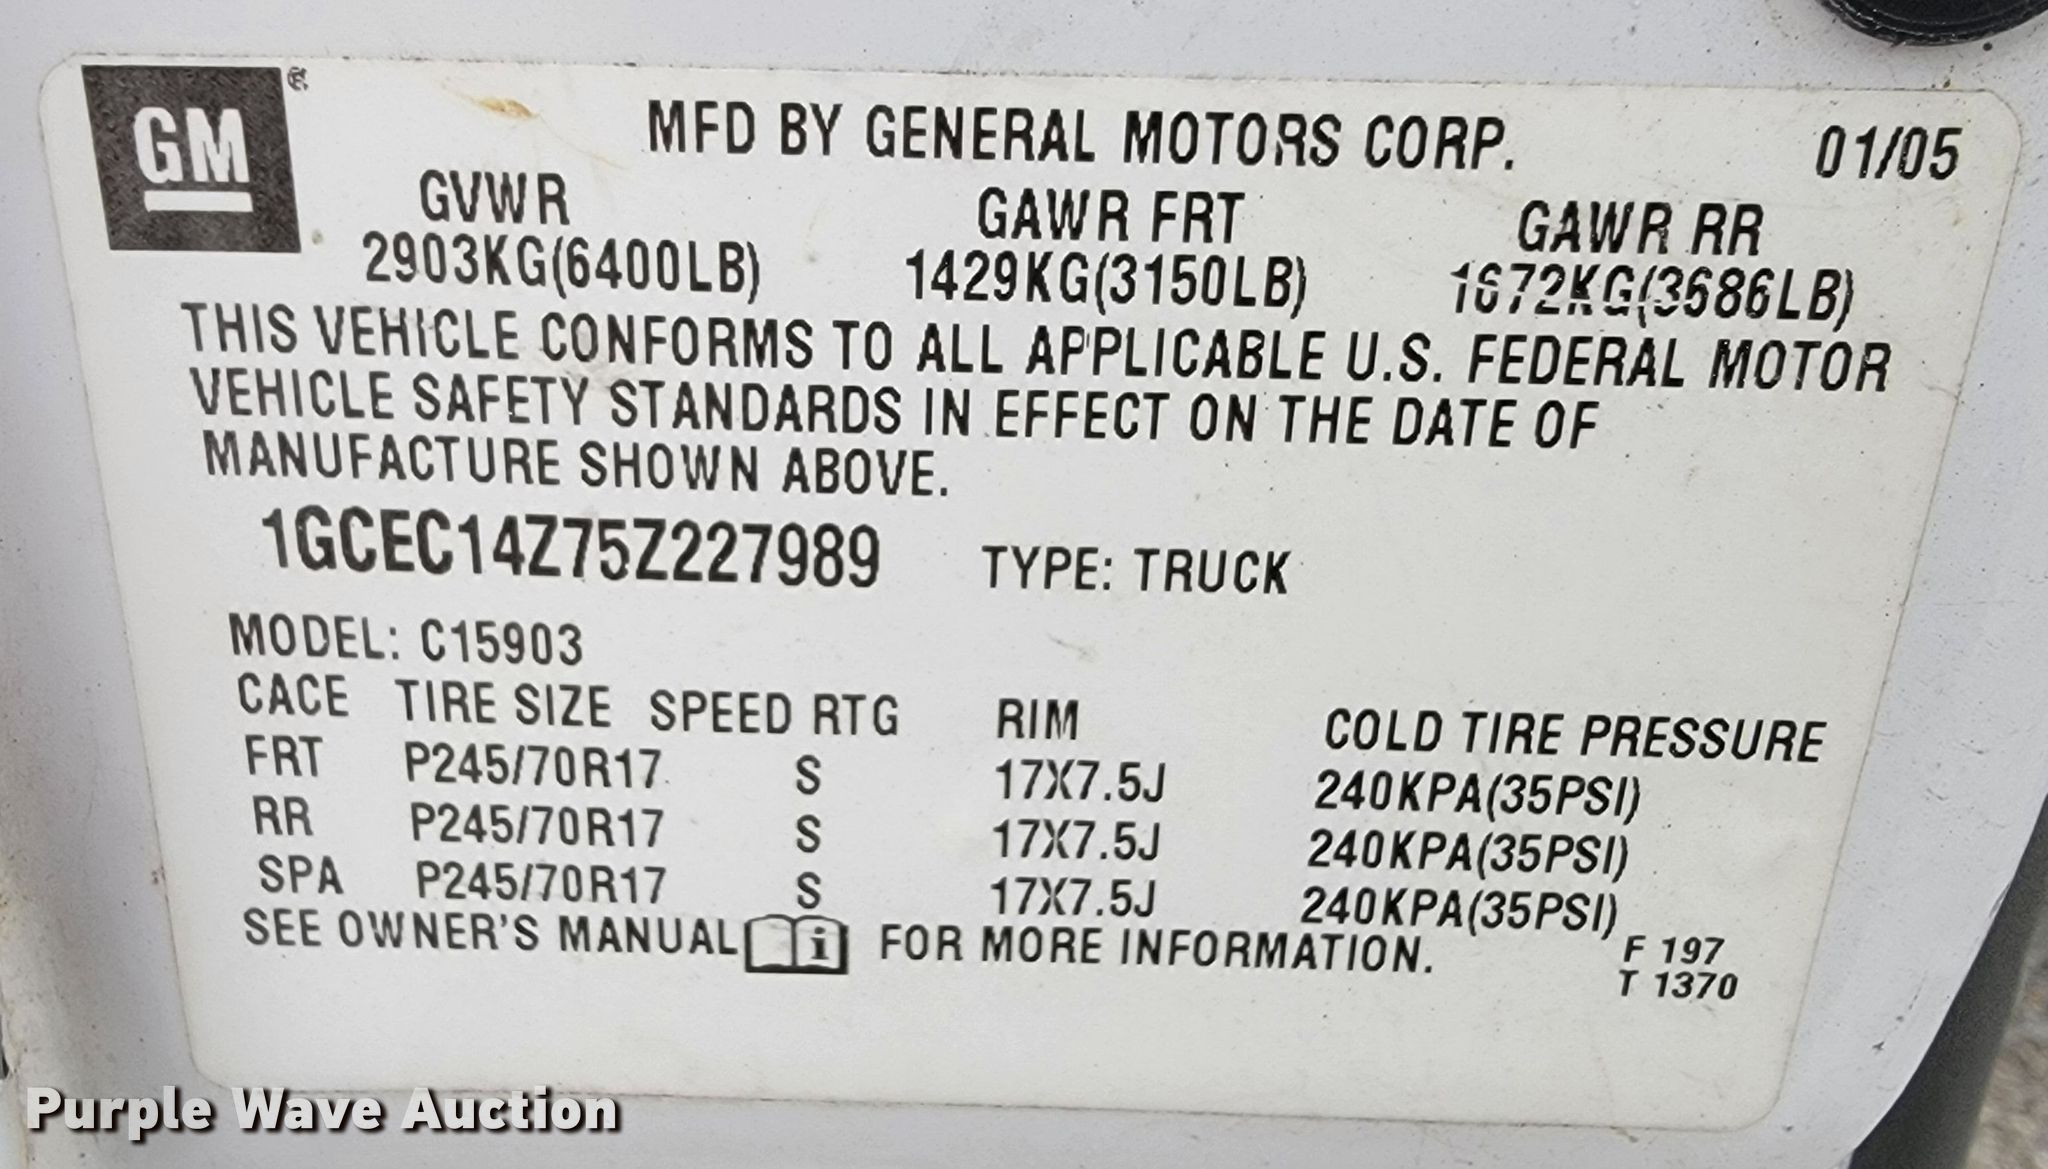 GM ®
MFD BY GENERAL MOTORS CORP. 01/05
GVWR GAWR FRT GAWR RR
2903KG(6400LB) 1429KG(3150LB) 1672KG(3686LB)
THIS VEHICLE CONFORMS TO ALL APPLICABLE U.S. FEDERAL MOTOR
VEHICLE SAFETY STANDARDS IN EFFECT ON THE DATE OF
MANUFACTURE SHOWN ABOVE.
1GCEC14Z75Z227989 TYPE: TRUCK
MODEL: C15903
CACE TIRE SIZE SPEED RTG RIM COLD TIRE PRESSURE
FRT P245/70R17 S 17X7.5J 240KPA(35PSI)
RR P245/70R17 S 17X7.5J 240KPA(35PSI)
SPA P245/70R17 S 17X7.5J 240KPA(35PSI)
SEE OWNER'S MANUAL i FOR MORE INFORMATION.
F 197
T 1370
Purple Wave Auction